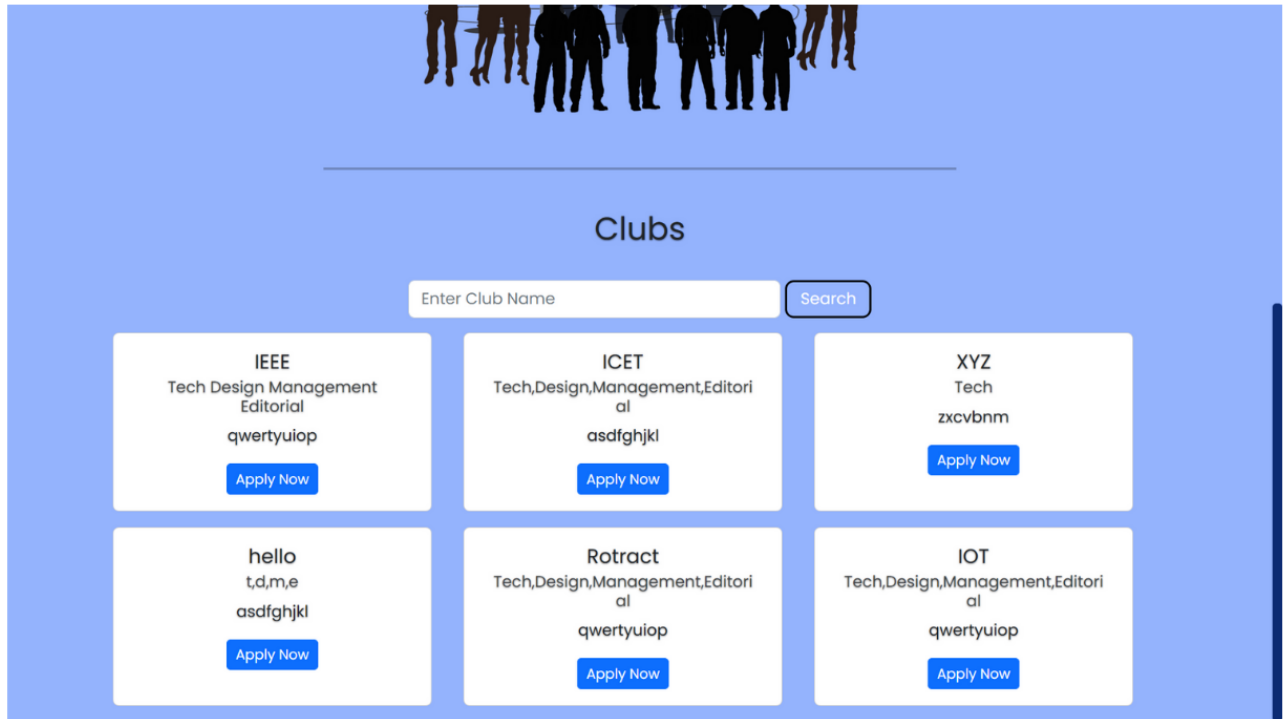 Clubs
Enter Club Name
Search
IEEE
Tech Design Management
Editorial
qwertyuiop
Apply Now
ICET
Tech,Design,Management,Editori
al
asdfghjkl
Apply Now
XYZ
Tech
zxcvbnm
Apply Now
hello
t,d,m,e
asdfghjkl
Apply Now
Rotract
Tech,Design,Management,Editori
al
qwertyuiop
Apply Now
IOT
Tech,Design,Management,Editori
al
qwertyuiop
Apply Now